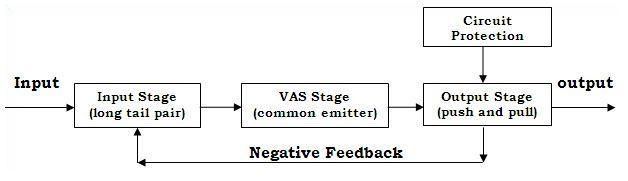 Circuit
Protection
Input
Input Stage
(long tail pair)
VAS Stage
(common emitter)
Output Stage
(push and pull)
output
Negative Feedback